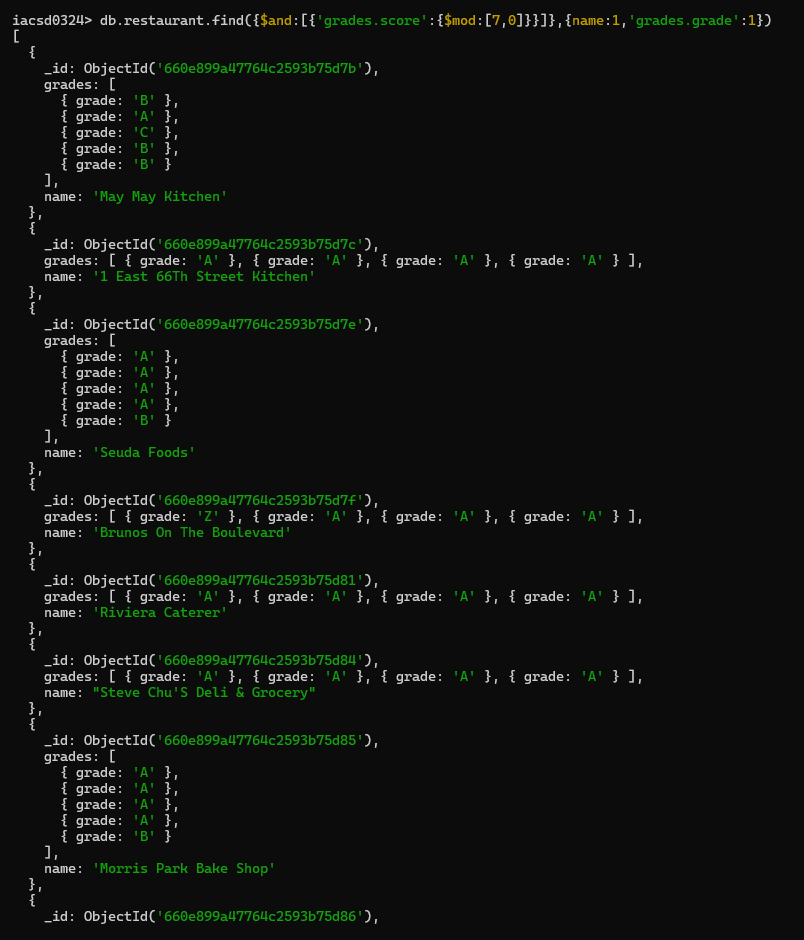 iacsd0324> db.restaurant.find({$and:[{'grades.score':{$mod:[7,0]}}]},{name:1,'grades.grade':1})
[
  {
    _id: ObjectId('660e899a47764c2593b75d7b'),
    grades: [
      { grade: 'B' },
      { grade: 'A' },
      { grade: 'C' },
      { grade: 'B' },
      { grade: 'B' }
    ],
    name: 'May May Kitchen'
  },
  {
    _id: ObjectId('660e899a47764c2593b75d7c'),
    grades: [ { grade: 'A' }, { grade: 'A' }, { grade: 'A' }, { grade: 'A' } ],
    name: '1 East 66Th Street Kitchen'
  },
  {
    _id: ObjectId('660e899a47764c2593b75d7e'),
    grades: [
      { grade: 'A' },
      { grade: 'A' },
      { grade: 'A' },
      { grade: 'A' },
      { grade: 'B' }
    ],
    name: 'Seuda Foods'
  },
  {
    _id: ObjectId('660e899a47764c2593b75d7f'),
    grades: [ { grade: 'Z' }, { grade: 'A' }, { grade: 'A' }, { grade: 'A' } ],
    name: 'Brunos On The Boulevard'
  },
  {
    _id: ObjectId('660e899a47764c2593b75d81'),
    grades: [ { grade: 'A' }, { grade: 'A' }, { grade: 'A' }, { grade: 'A' } ],
    name: 'Riviera Caterer'
  },
  {
    _id: ObjectId('660e899a47764c2593b75d84'),
    grades: [ { grade: 'A' }, { grade: 'A' }, { grade: 'A' }, { grade: 'A' } ],
    name: "Steve Chu'S Deli & Grocery"
  },
  {
    _id: ObjectId('660e899a47764c2593b75d85'),
    grades: [
      { grade: 'A' },
      { grade: 'A' },
      { grade: 'A' },
      { grade: 'A' },
      { grade: 'B' }
    ],
    name: 'Morris Park Bake Shop'
  },
  {
    _id: ObjectId('660e899a47764c2593b75d86'),